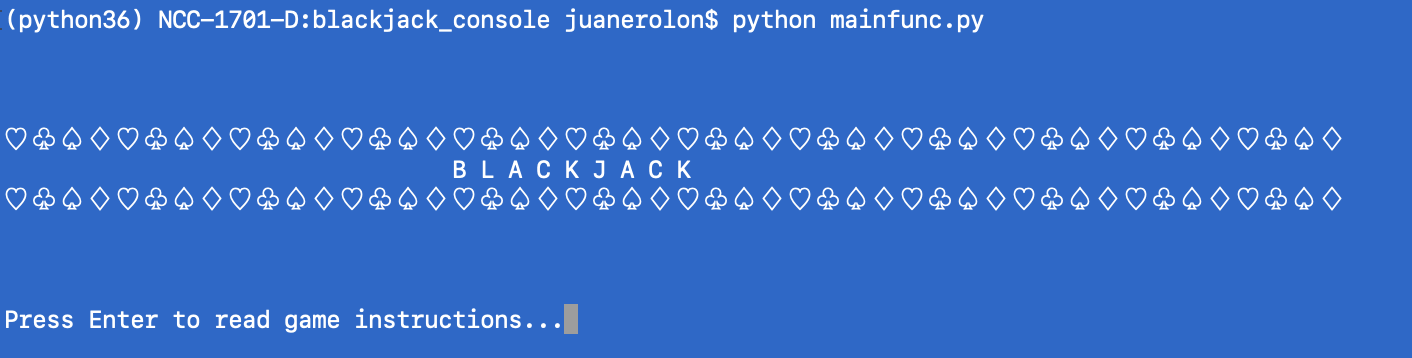 (python36) NCC-1701-D:blackjack_console juanerolon$ python mainfunc.py
♡♧♤♢♡♧♤♢♡♧♤♢♡♧♤♢♡♧♤♢♡♧♤♢♡♧♤♢♡♧♤♢♡♧♤♢♡♧♤♢♡♧♤♢♡♧♤♢
B L A C K J A C K
♡♧♤♢♡♧♤♢♡♧♤♢♡♧♤♢♡♧♤♢♡♧♤♢♡♧♤♢♡♧♤♢♡♧♤♢♡♧♤♢♡♧♤♢♡♧♤♢
Press Enter to read game instructions...